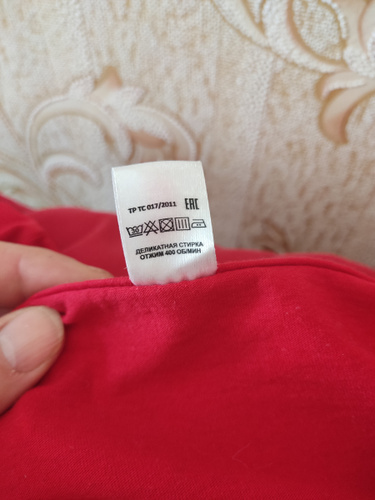 ТР ТС 017/2011 EAC
ДЕЛИКАТНАЯ СТИРКА
ОТЖИМ 400 ОБ/МИН